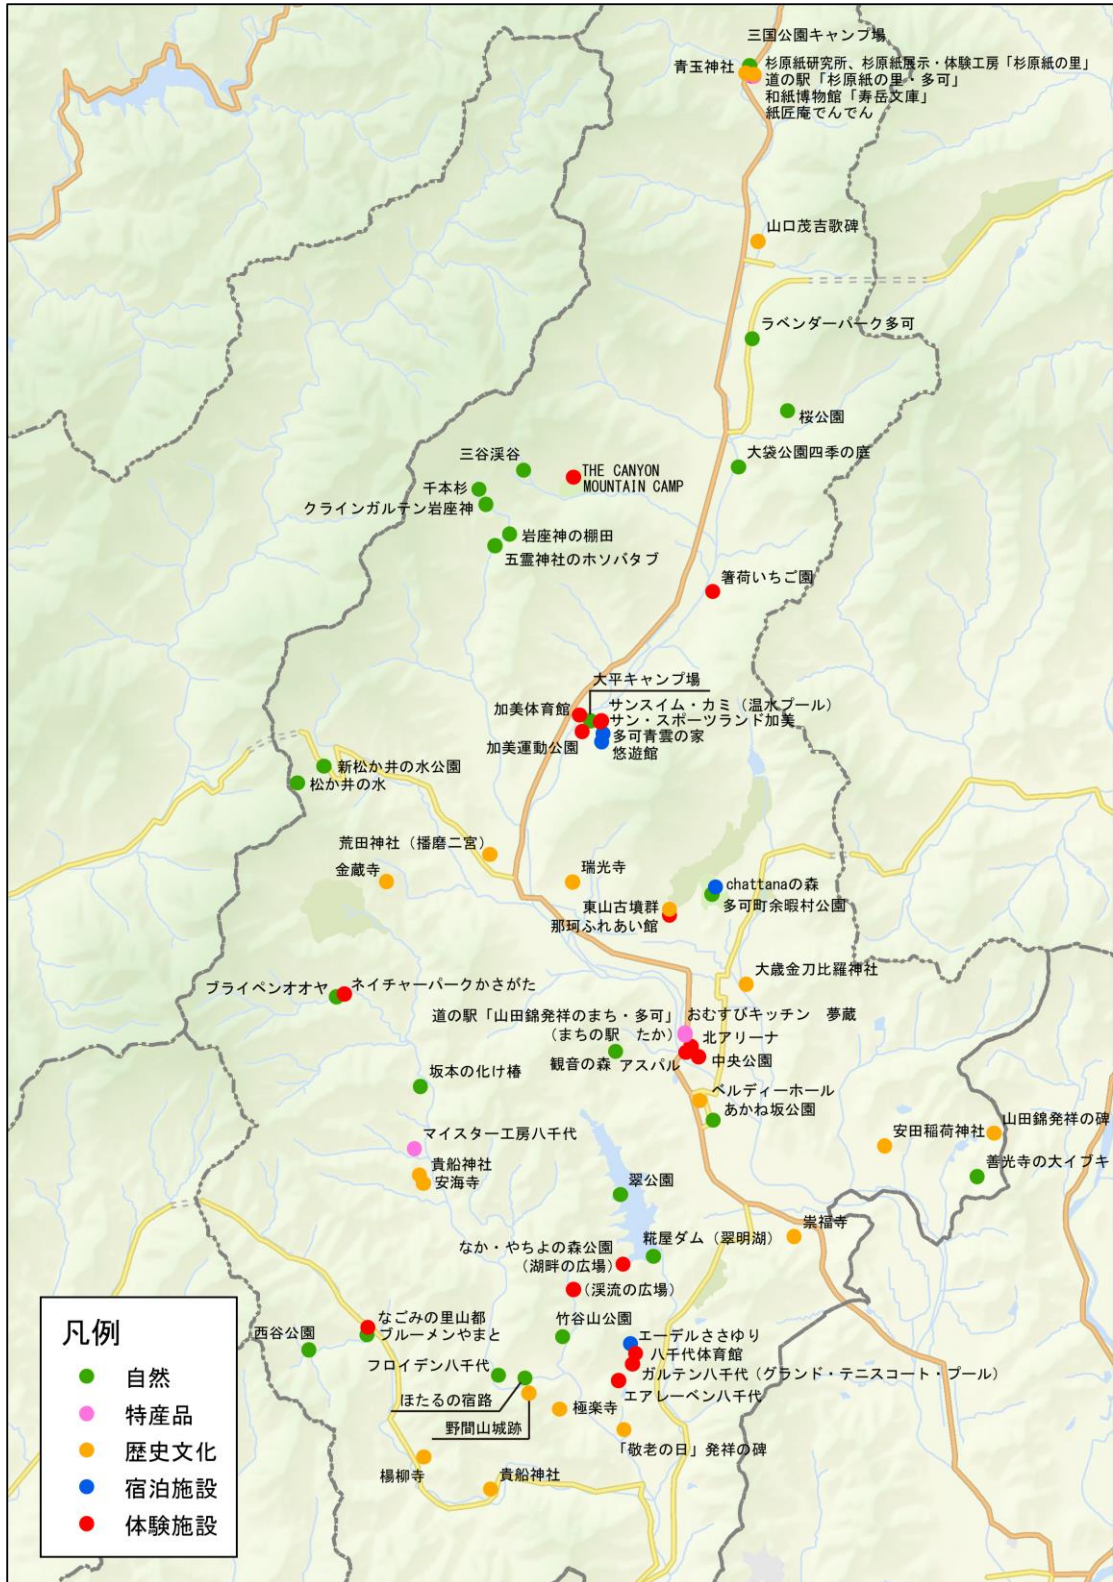 三国公園キャンプ場
青玉神社
杉原紙研究所、杉原紙展示・体験工房「杉原紙の里」
道の駅「杉原紙の里・多可」
和紙博物館「寿岳文庫」
紙匠庵でんでん
山口茂吉歌碑
ラベンダーパーク多可
桜公園
大袋公園四季の庭
三谷渓谷
THE CANYON
MOUNTAIN CAMP
千本杉
クラインガルテン岩座神
岩座神の棚田
五霊神社のホソバタブ
箸荷いちご園
大平キャンプ場
加美体育館
サンスイム・カミ（温水プール）
サン・スポーツランド加美
加美運動公園
多可青雲の家
悠遊館
新松か井の水公園
松か井の水
荒田神社（播磨二宮）
金蔵寺
瑞光寺
chattanaの森
多可町余暇村公園
東山古墳群
那珂ふれあい館
大歳金刀比羅神社
ブライベンオオヤ
ネイチャーパークかさがた
道の駅「山田錦発祥のまち・多可」
（まちの駅　たか）
おむすびキッチン　夢蔵
北アリーナ
観音の森
アスパル
中央公園
坂本の化け椿
ベルディーホール
あかね坂公園
マイスター工房八千代
安田稲荷神社
山田錦発祥の碑
貴船神社
安海寺
善光寺の大イブキ
翠公園
崇福寺
糀屋ダム（翠明湖）
なか・やちよの森公園
（湖畔の広場）
（渓流の広場）
なごみの里山都
ブルーメンやまと
西谷公園
竹谷山公園
エーデルささゆり
八千代体育館
フロイデン八千代
ガルテン八千代（グランド・テニスコート・プール）
エアレーベン八千代
ほたるの宿路
野間山城跡
極楽寺
「敬老の日」発祥の碑
楊柳寺
貴船神社
凡例
自然
特産品
歴史文化
宿泊施設
体験施設